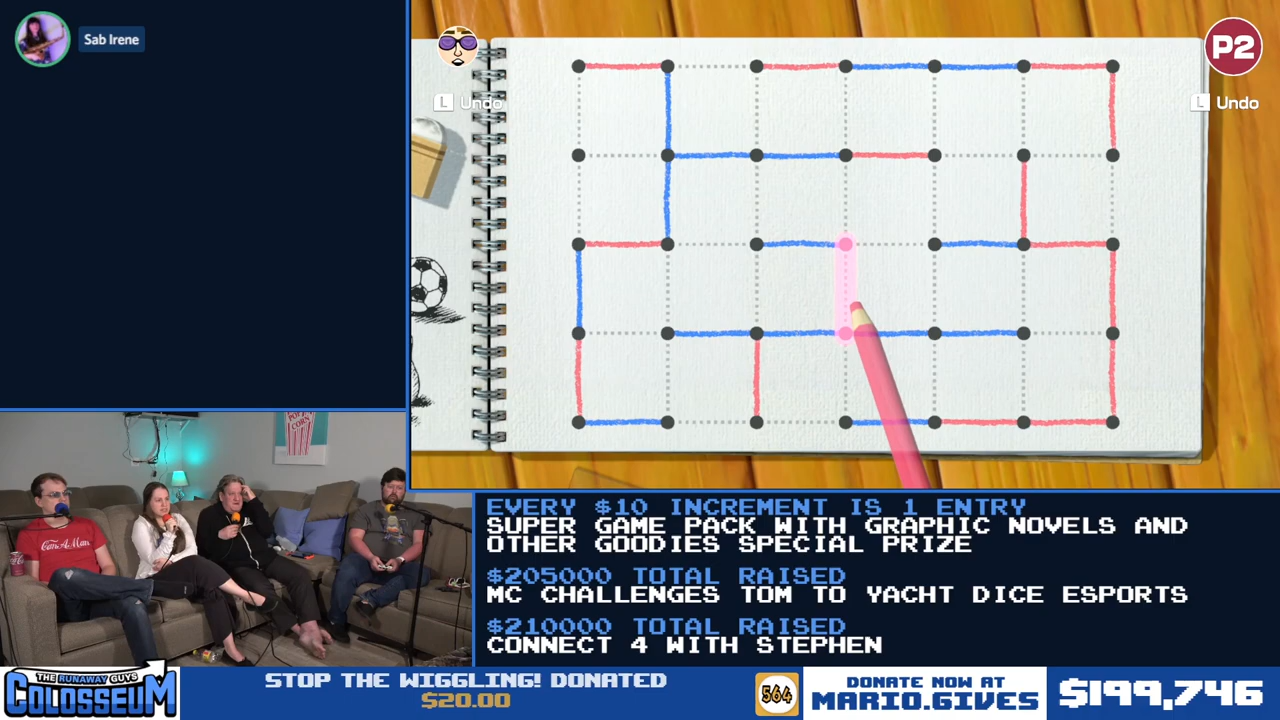 Sab Irene
P2
L Undo
L Undo
EVERY $10 INCREMENT IS 1 ENTRY
SUPER GAME PACK WITH GRAPHIC NOVELS AND
OTHER GOODIES SPECIAL PRIZE
$205000 TOTAL RAISED
MC CHALLENGES TOM TO YACHT DICE ESPORTS
$210000 TOTAL RAISED
CONNECT 4 WITH STEPHEN
THE RUNAWAY GUYS
COLOSSEUM
STOP THE WIGGLING! DONATED
$20.00
564
DONATE NOW AT
MARIO.GIVES
$199,746